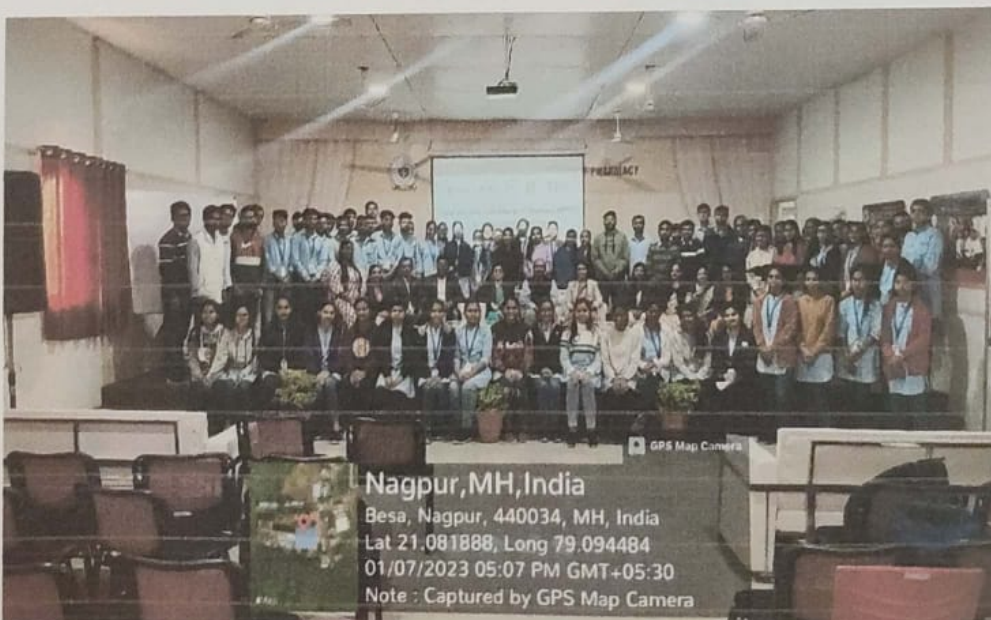 PHARMACY
GPS Map Camera
Nagpur,MH,India
Besa, Nagpur, 440034, MH, India
Lat 21.081888, Long 79.094484
01/07/2023 05:07 PM GMT+05:30
Note : Captured by GPS Map Camera